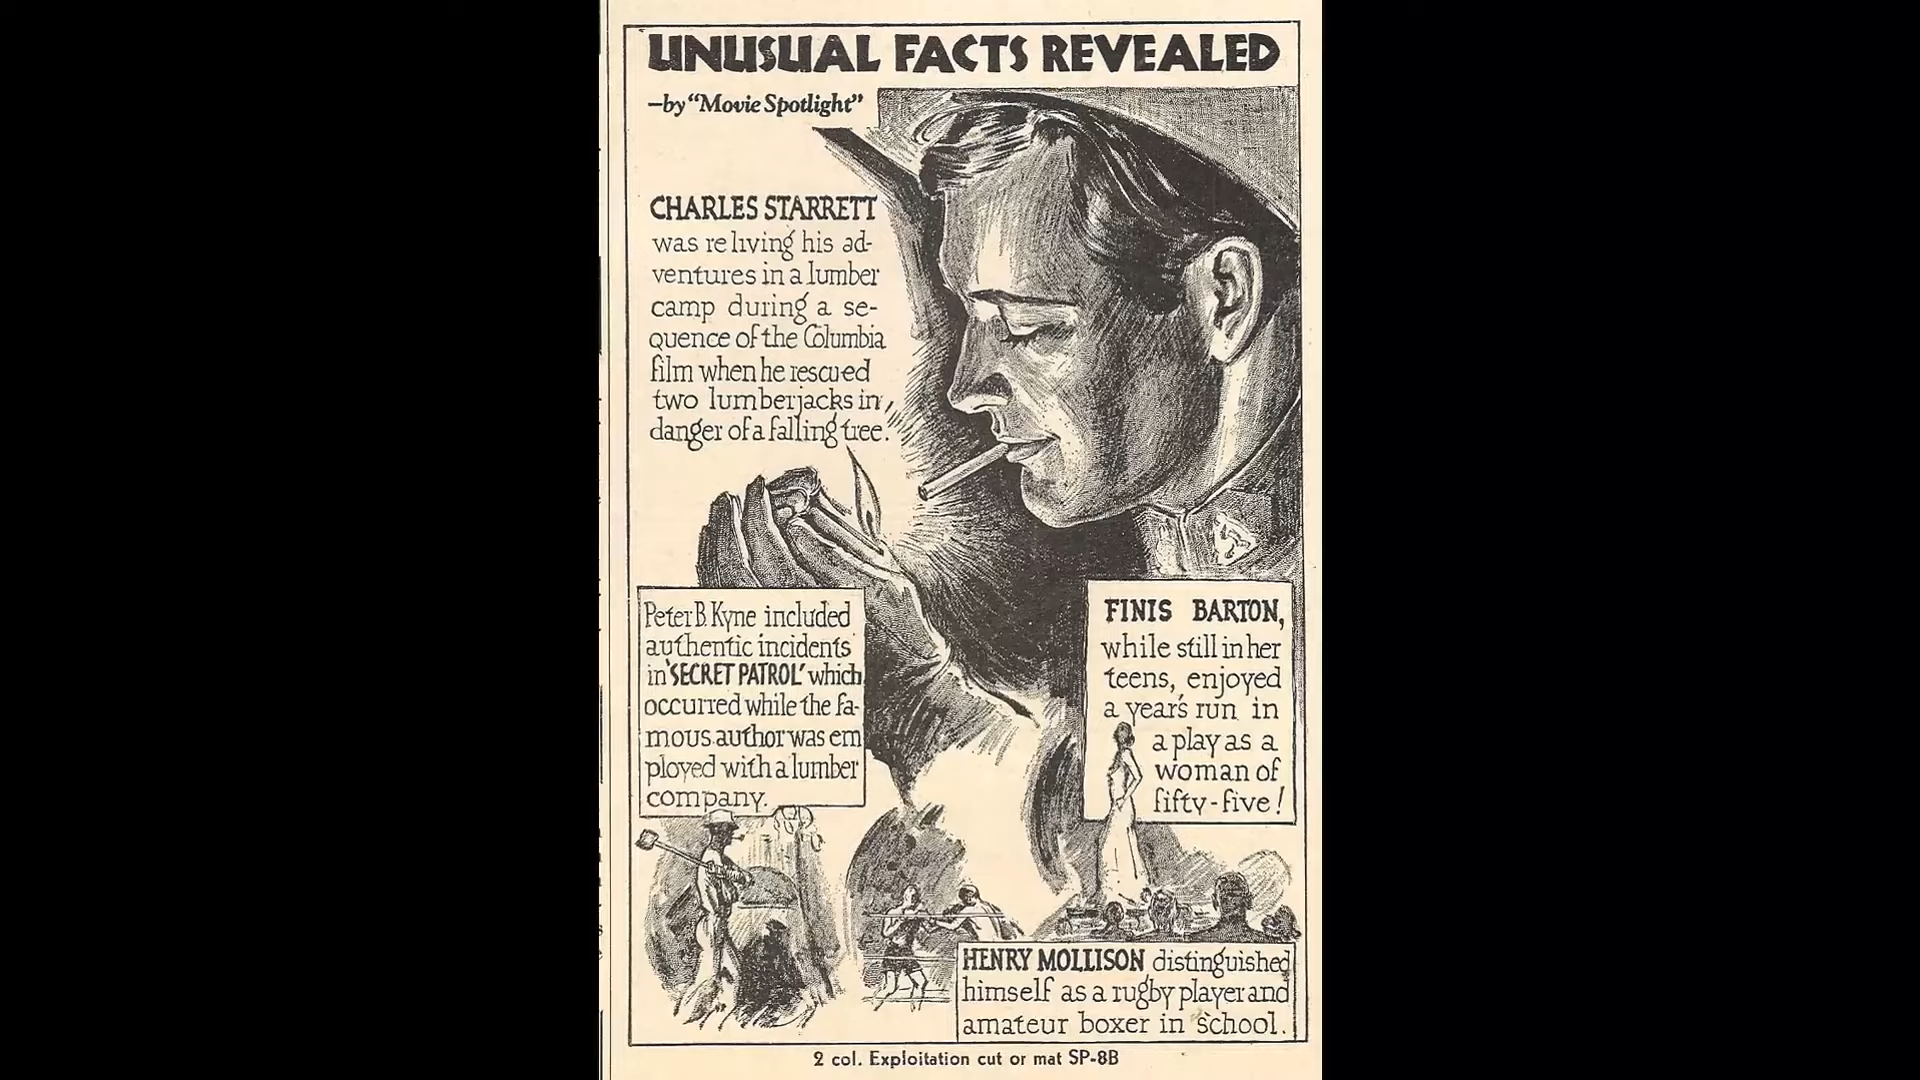 UNUSUAL FACTS REVEALED
—by "Movie Spotlight"
CHARLES STARRETT
was reliving his ad-
ventures in a lumber
camp during a se-
quence of the Columbia
film when he rescued
two lumberjacks in
danger of a falling tree.
Peter B. Kyne included
authentic incidents
in 'SECRET PATROL' which
occurred while the fa-
mous author was em
ployed with a lumber
company.
FINIS BARTON,
while still in her
teens, enjoyed
a year's run in
a play as a
woman of
fifty-five!
HENRY MOLLISON distinguished
himself as a rugby player and
amateur boxer in school.
2 col. Exploitation cut or mat SP-8B